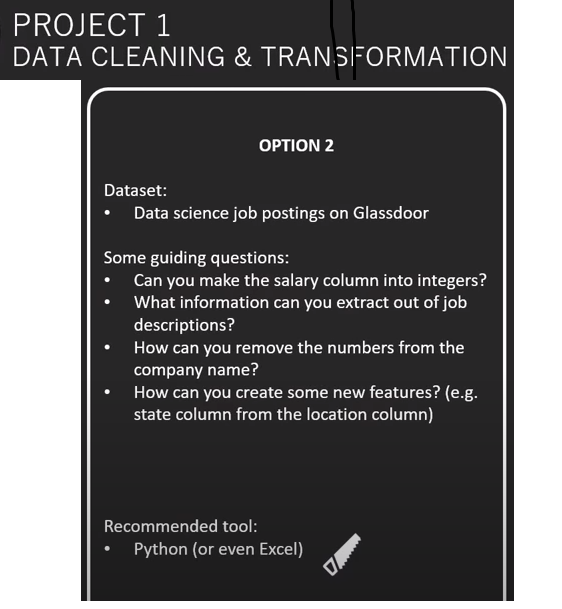 PROJECT 1
DATA CLEANING & TRANSFORMATION
OPTION 2
Dataset:
• Data science job postings on Glassdoor
Some guiding questions:
• Can you make the salary column into integers?
• What information can you extract out of job
descriptions?
• How can you remove the numbers from the
company name?
• How can you create some new features? (e.g.
state column from the location column)
Recommended tool:
• Python (or even Excel)